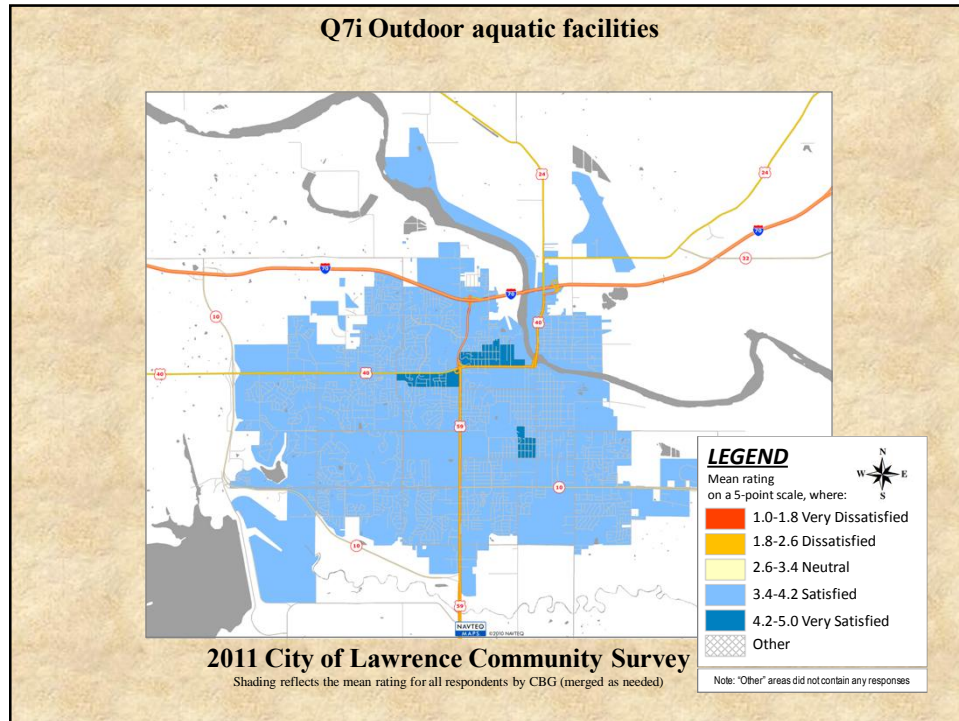 Q7i Outdoor aquatic facilities
24
24
70
32
70
70
10
40
40
40
59
10
10
59
NAVTEQ
MAPS
©2010 NAVTEQ
LEGEND
Mean rating
on a 5-point scale, where:
N
W
E
S
1.0-1.8 Very Dissatisfied
1.8-2.6 Dissatisfied
2.6-3.4 Neutral
3.4-4.2 Satisfied
4.2-5.0 Very Satisfied
Other
Note: "Other" areas did not contain any responses
2011 City of Lawrence Community Survey
Shading reflects the mean rating for all respondents by CBG (merged as needed)